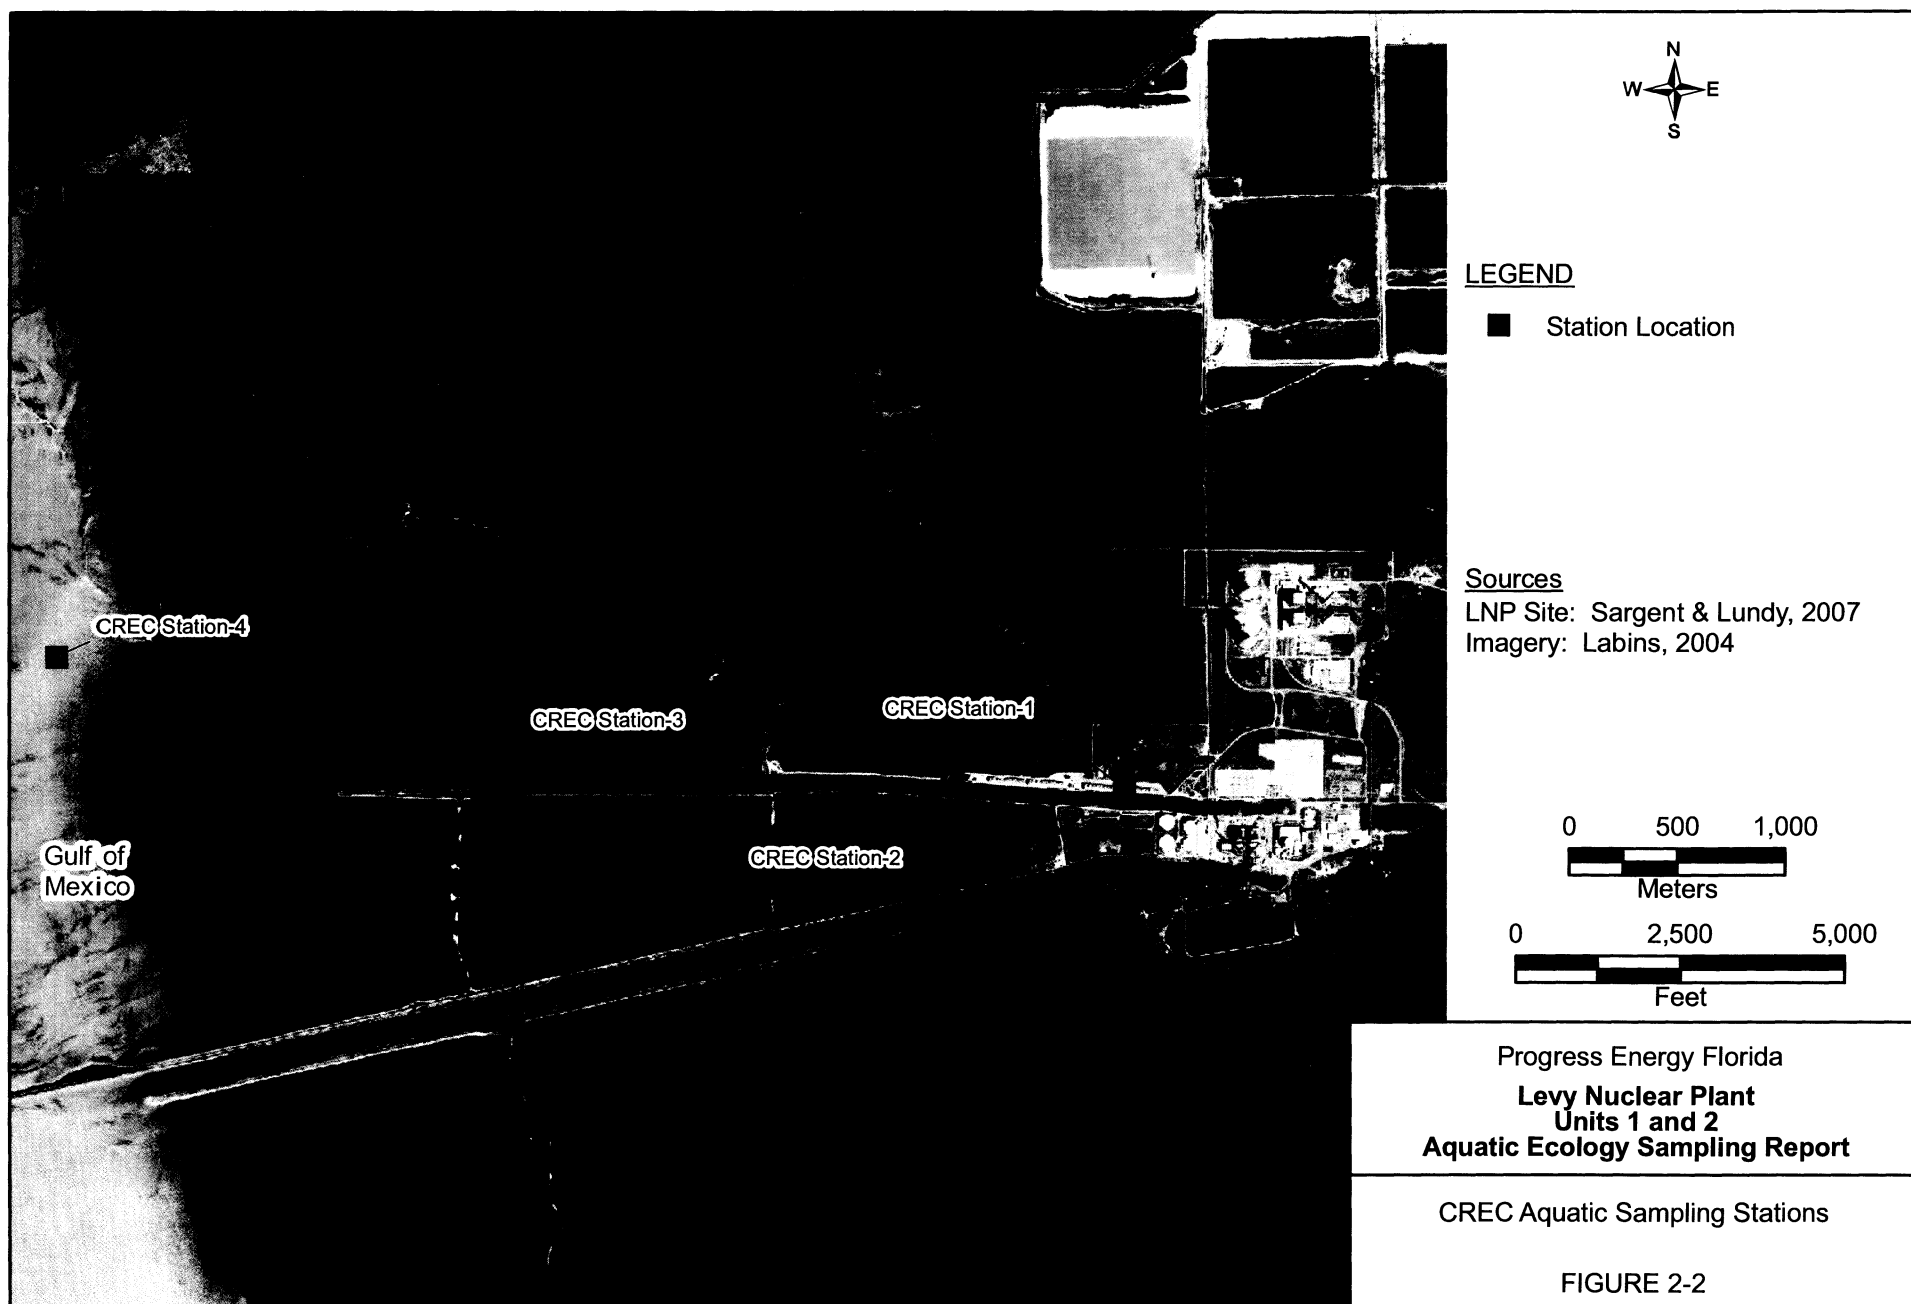 N
W E
S
LEGEND
Station Location
Sources
LNP Site: Sargent & Lundy, 2007
Imagery: Labins, 2004
CREC Station-4
CREC Station-3
CREC Station-1
CREC Station-2
Gulf of
Mexico
0 500 1,000
Meters
0 2,500 5,000
Feet
Progress Energy Florida
Levy Nuclear Plant
Units 1 and 2
Aquatic Ecology Sampling Report
CREC Aquatic Sampling Stations
FIGURE 2-2